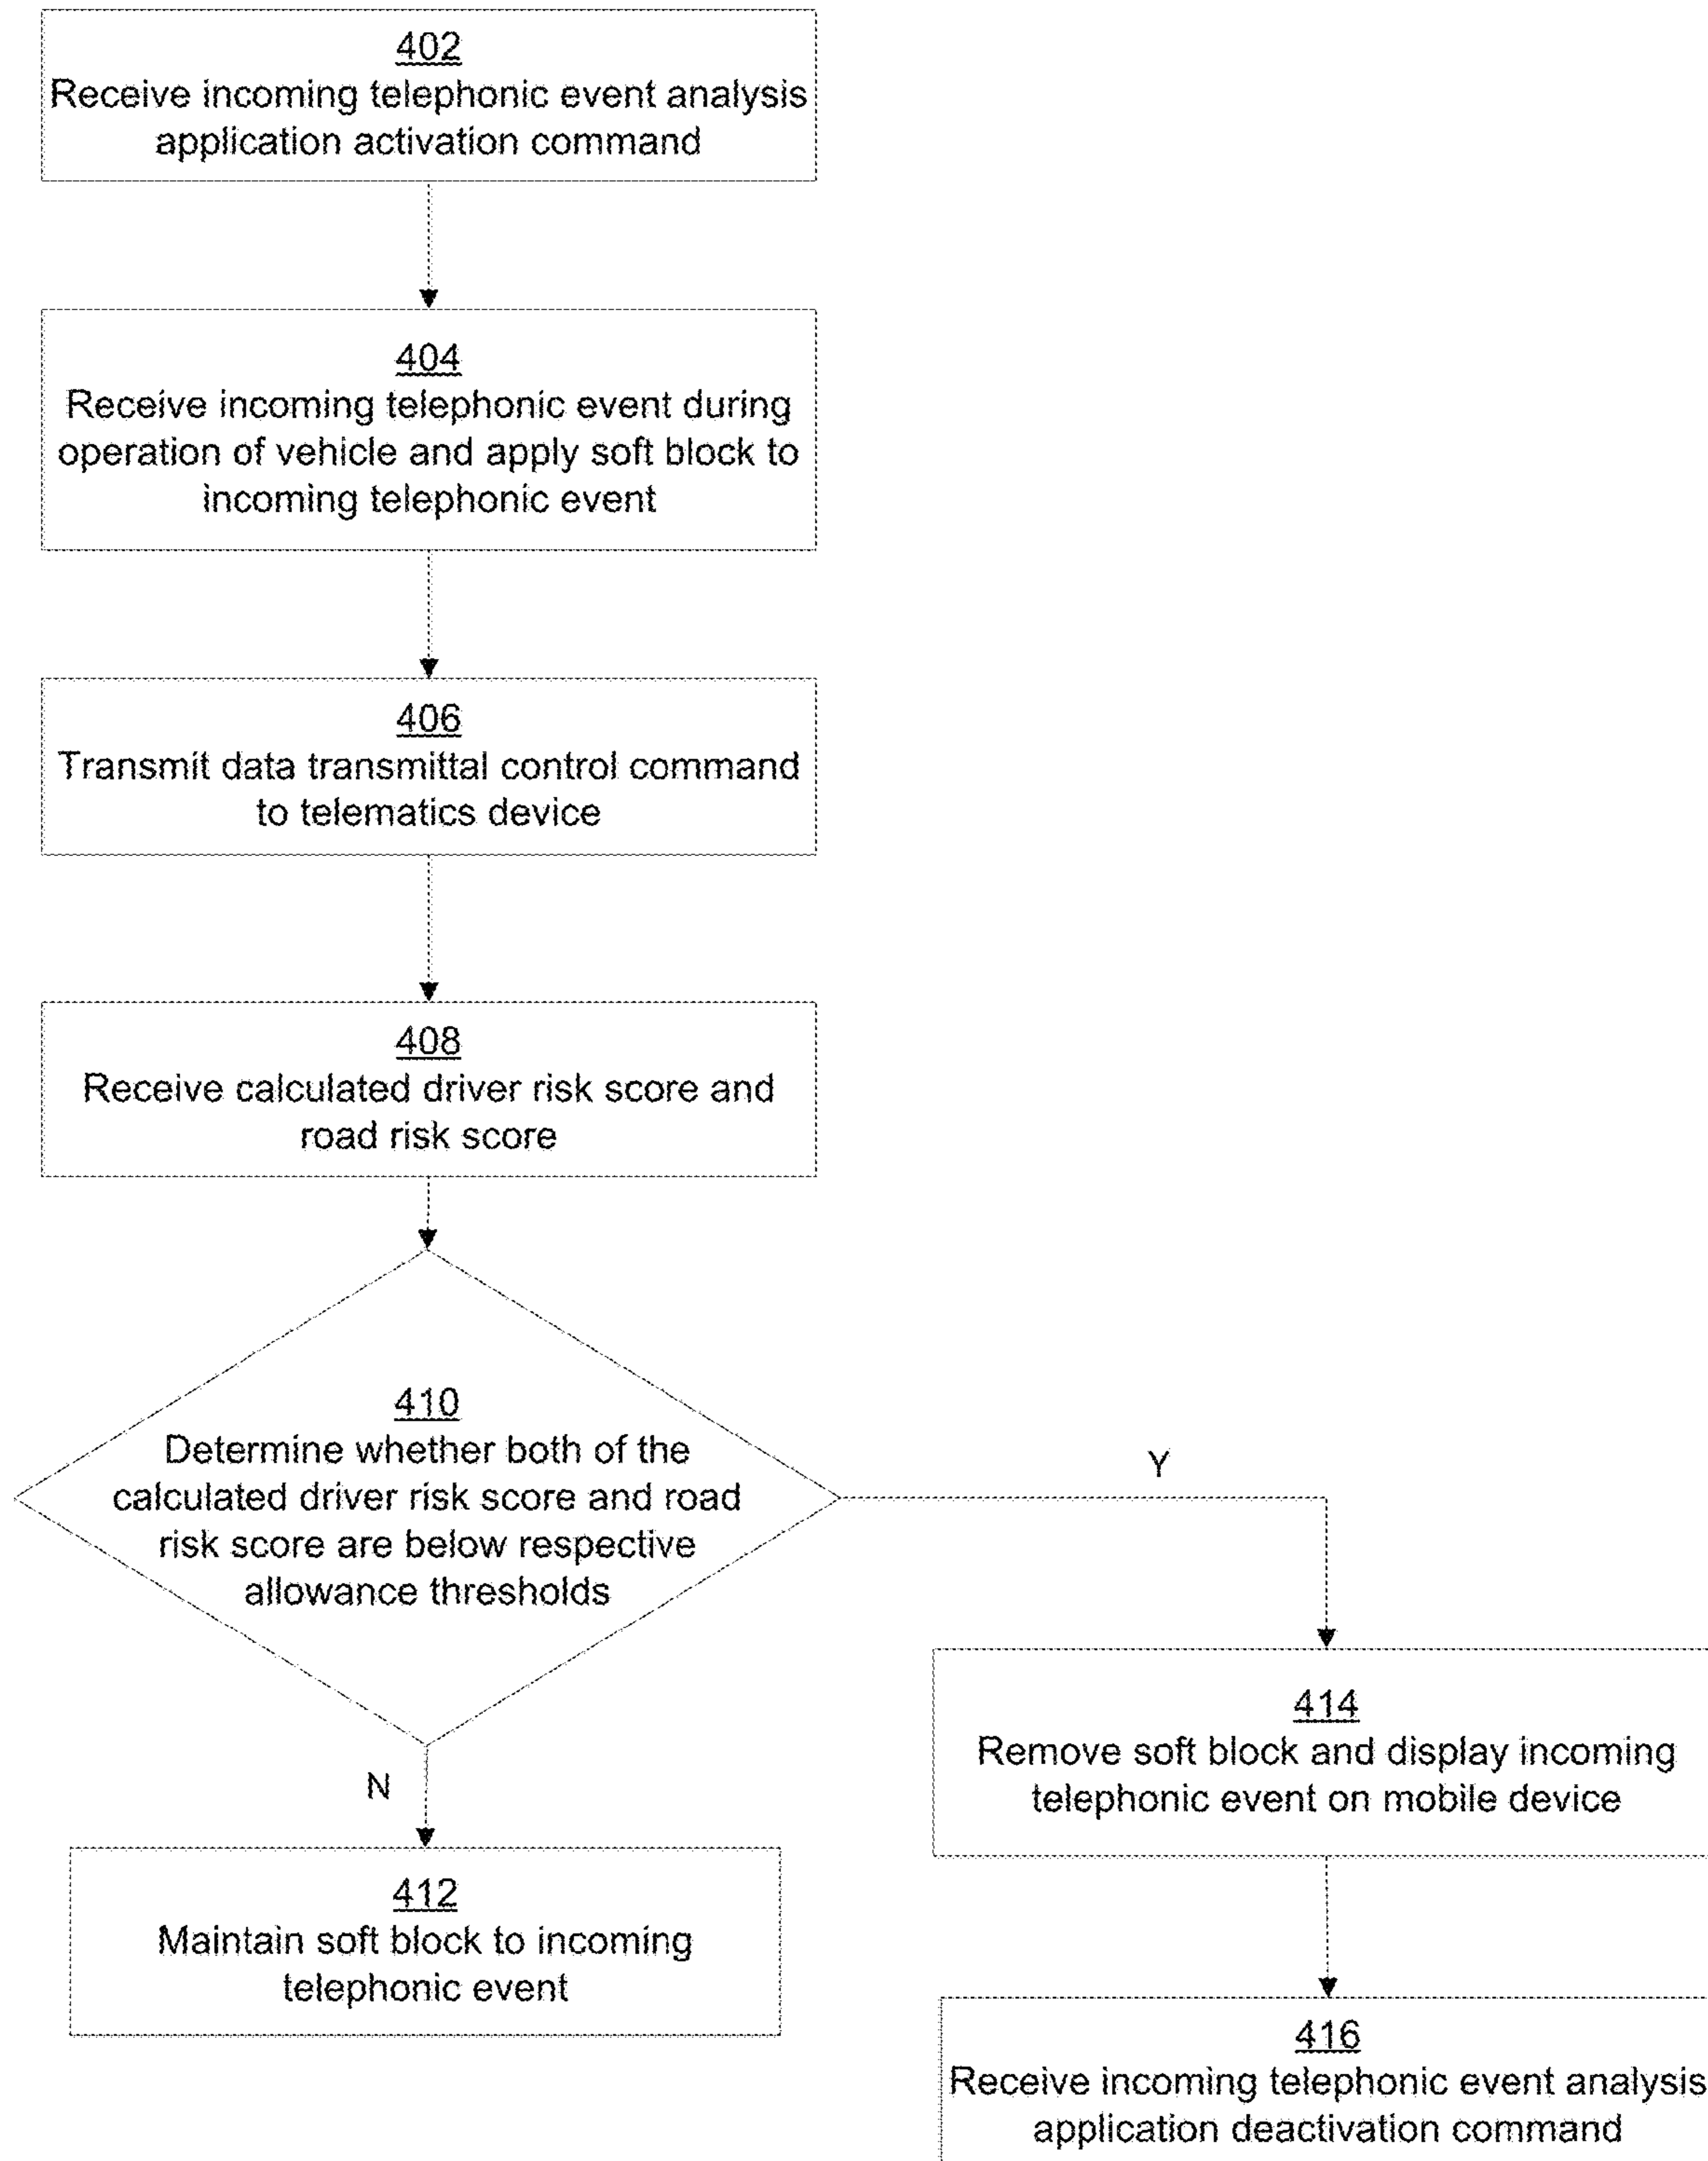 402
Receive incoming telephonic event analysis
application activation command
404
Receive incoming telephonic event during
operation of vehicle and apply soft block to
incoming telephonic event
406
Transmit data transmittal control command
to telematics device
408
Receive calculated driver risk score and
road risk score
410
Determine whether both of the
calculated driver risk score and road
risk score are below respective
allowance thresholds
Y
N
412
Maintain soft block to incoming
telephonic event
414
Remove soft block and display incoming
telephonic event on mobile device
416
Receive incoming telephonic event analysis
application deactivation command